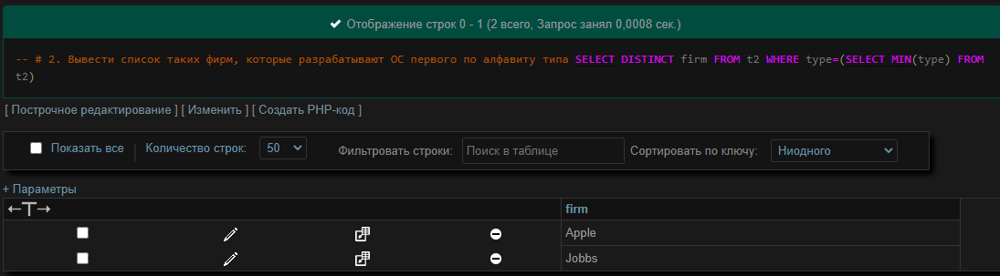 Отображение строк 0 - 1 (2 всего, Запрос занял 0,0008 сек.)
-- # 2. Вывести список таких фирм, которые разрабатывают ОС первого по алфавиту типа SELECT DISTINCT firm FROM t2 WHERE type=(SELECT MIN(type) FROM
t2)
[ Построчное редактирование ] [ Изменить ] [ Создать PHP-код ]
Показать все Количество строк: 50 Фильтровать строки: Поиск в таблице Сортировать по ключу: Ниодного
+ Параметры
←T→ firm
Apple
Jobbs